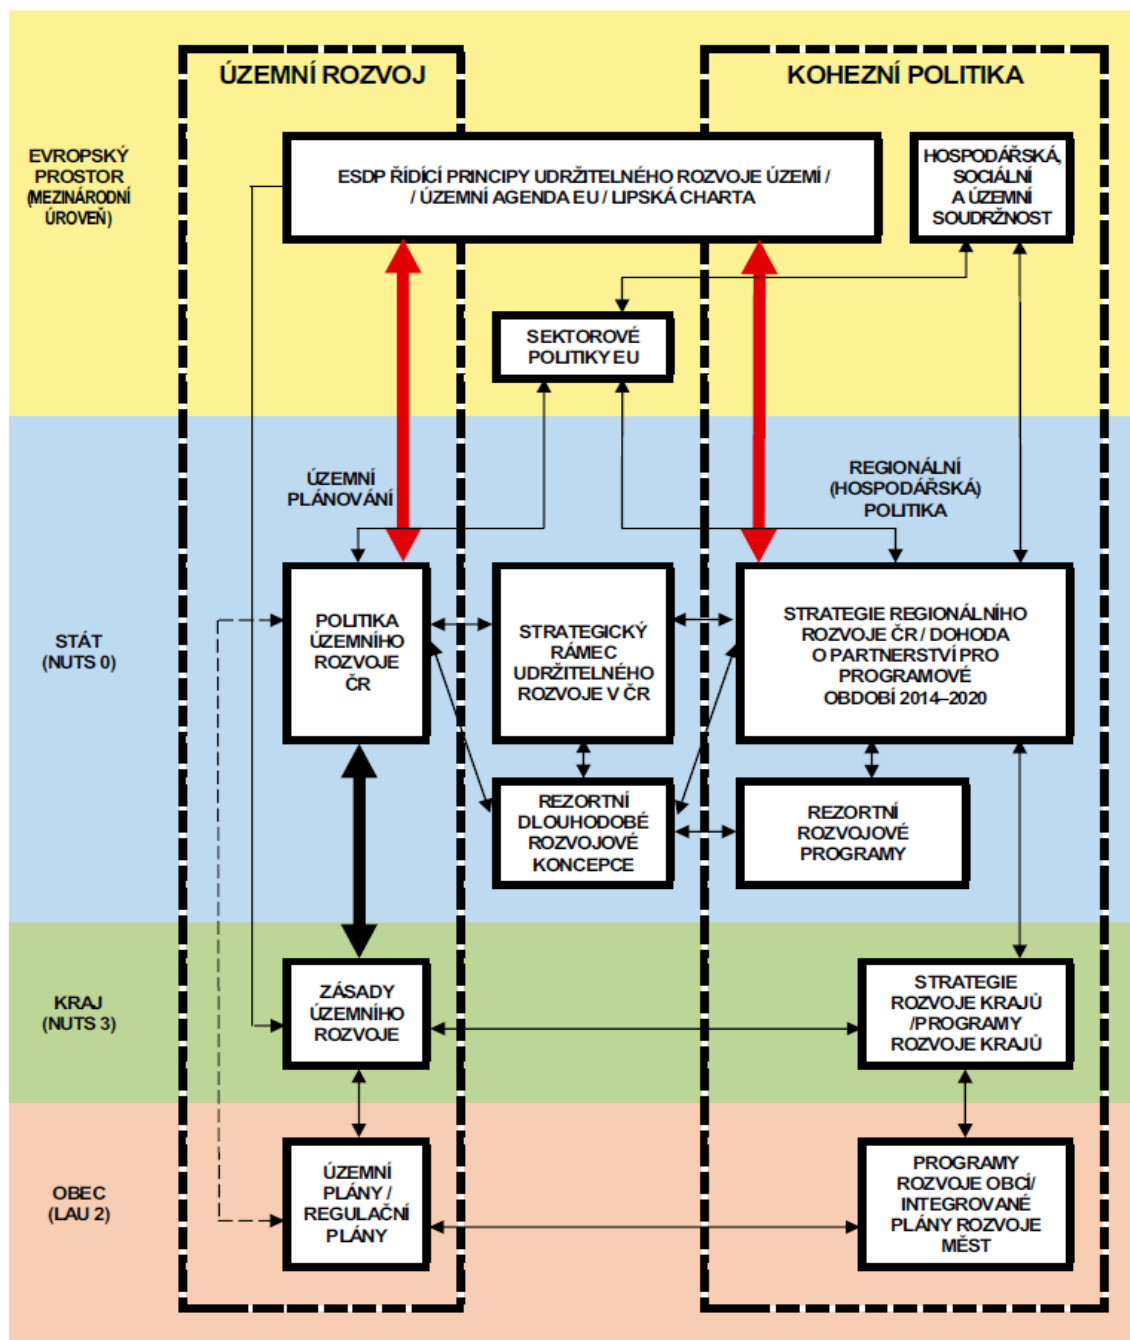 ÚZEMNÍ ROZVOJ
KOHEZNÍ POLITIKA
EVROPSKÝ
PROSTOR
(MEZINÁRODNÍ
ÚROVEŇ)
ESDP ŘÍDÍCÍ PRINCIPY UDRŽITELNÉHO ROZVOJE ÚZEMÍ /
/ ÚZEMNÍ AGENDA EU / LIPSKÁ CHARTA
HOSPODÁŘSKÁ,
SOCIÁLNÍ
A ÚZEMNÍ
SOUDRŽNOST
SEKTOROVÉ
POLITIKY EU
ÚZEMNÍ
PLÁNOVÁNÍ
REGIONÁLNÍ
(HOSPODÁŘSKÁ)
POLITIKA
STÁT
(NUTS 0)
POLITIKA
ÚZEMNÍHO
ROZVOJE
ČR
STRATEGICKÝ
RÁMEC
UDRŽITELNÉHO
ROZVOJE V ČR
STRATEGIE REGIONÁLNÍHO
ROZVOJE ČR / DOHODA
O PARTNERSTVÍ PRO
PROGRAMOVÉ
OBDOBÍ 2014–2020
REZORTNÍ
DLOUHODOBÉ
ROZVOJOVÉ
KONCEPCE
REZORTNÍ
ROZVOJOVÉ
PROGRAMY
KRAJ
(NUTS 3)
ZÁSADY
ÚZEMNÍHO
ROZVOJE
STRATEGIE
ROZVOJE KRAJŮ
/PROGRAMY
ROZVOJE KRAJŮ
OBEC
(LAU 2)
ÚZEMNÍ
PLÁNY /
REGULAČNÍ
PLÁNY
PROGRAMY
ROZVOJE OBCÍ/
INTEGROVANÉ
PLÁNY ROZVOJE
MĚST